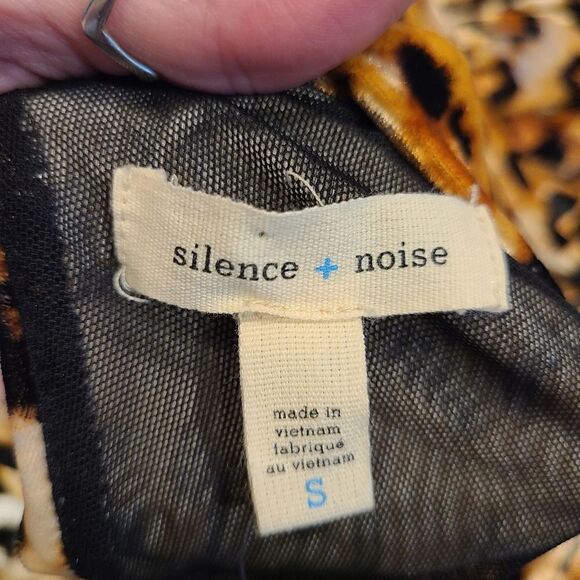 silence + noise
made in
vietnam
fabriqué
au vietnam
S